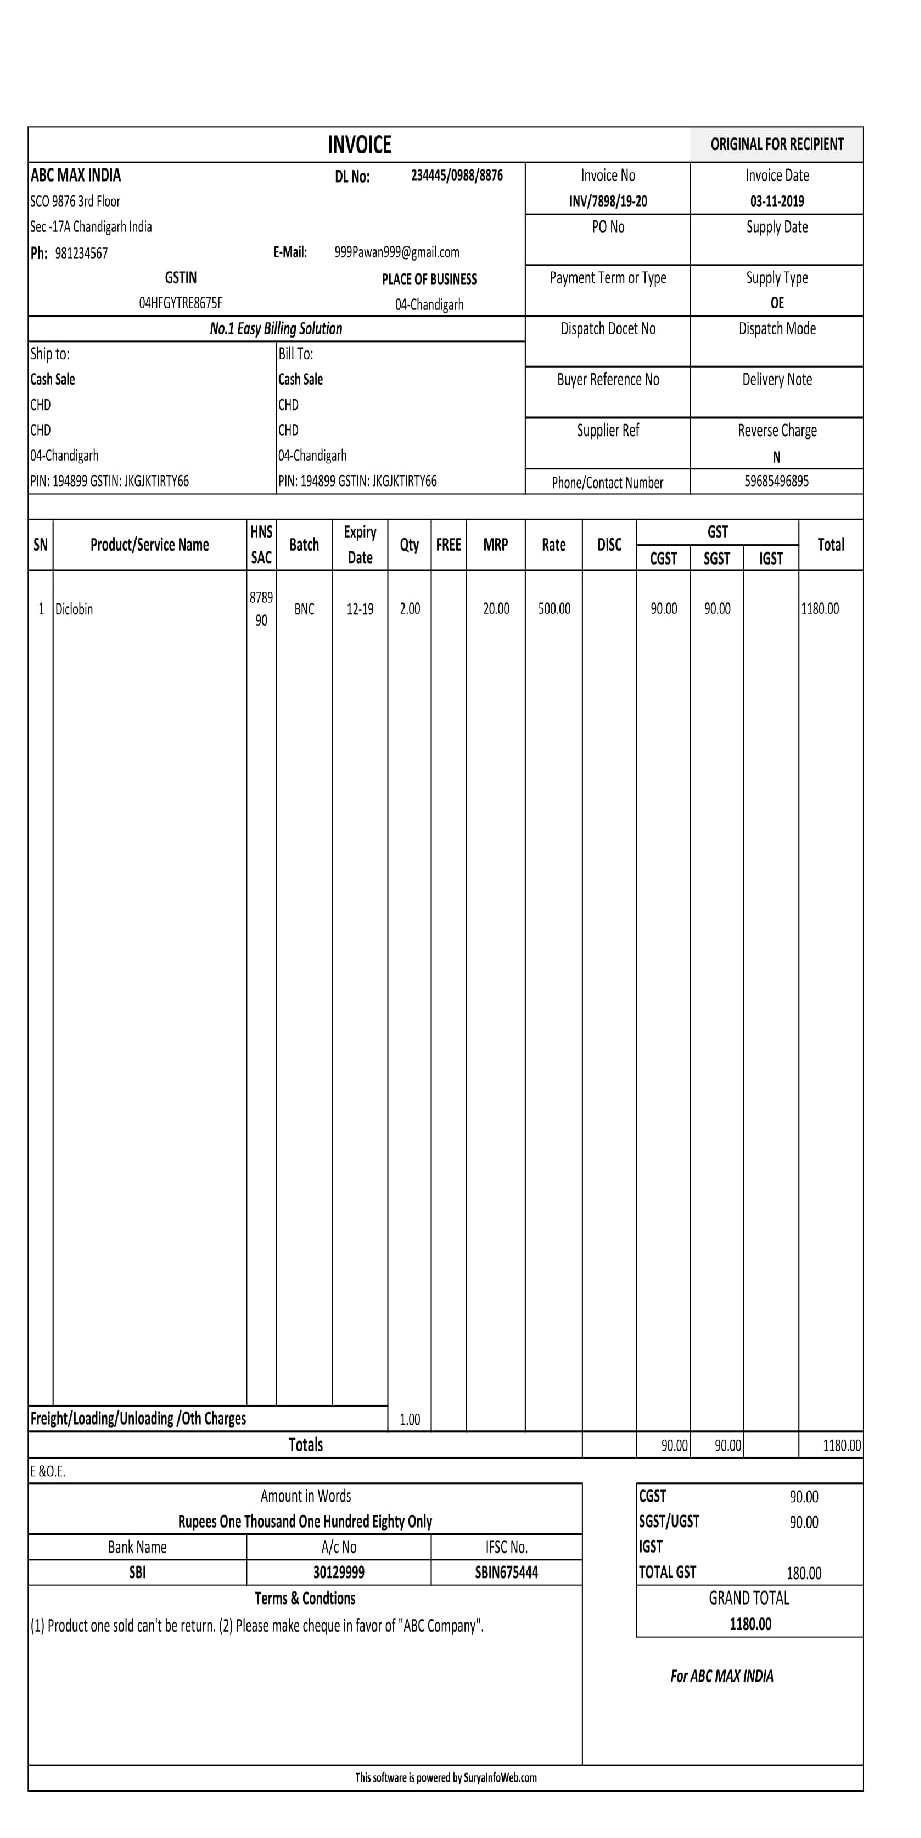 INVOICE ORIGINAL FOR RECIPIENT
ABC MAX INDIA DL No: 234445/0988/8876
SCO 9876 3rd Floor
Sec -17A Chandigarh India
Ph: 981234567 E-Mail: 999Pawan999@gmail.com
GSTIN PLACE OF BUSINESS
04HFGYTRE8675F 04-Chandigarh
No.1 Easy Billing Solution
Invoice No Invoice Date
INV/7898/19-20 03-11-2019
PO No Supply Date
Payment Term or Type Supply Type
OE
Dispatch Docet No Dispatch Mode
Buyer Reference No Delivery Note
Supplier Ref Reverse Charge
N
Phone/Contact Number 59685496895
Ship to:
Cash Sale
CHD
CHD
04-Chandigarh
PIN: 194899 GSTIN: JKGJKTIRTY66
Bill To:
Cash Sale
CHD
CHD
04-Chandigarh
PIN: 194899 GSTIN: JKGJKTIRTY66
SN Product/Service Name HNS SAC Batch Expiry Date Qty FREE MRP Rate DISC GST Total
CGST SGST IGST
1 Diclobin 878990 BNC 12-19 2.00 20.00 500.00 90.00 90.00 1180.00
Freight/Loading/Unloading /Oth Charges 1.00
Totals 90.00 90.00 1180.00
E &O.E.
Amount in Words
Rupees One Thousand One Hundred Eighty Only
Bank Name A/c No IFSC No.
SBI 30129999 SBIN675444
Terms & Condtions
(1) Product one sold can't be return. (2) Please make cheque in favor of "ABC Company".
CGST 90.00
SGST/UGST 90.00
IGST
TOTAL GST 180.00
GRAND TOTAL
1180.00
For ABC MAX INDIA
This software is powered by SuryaInfoWeb.com